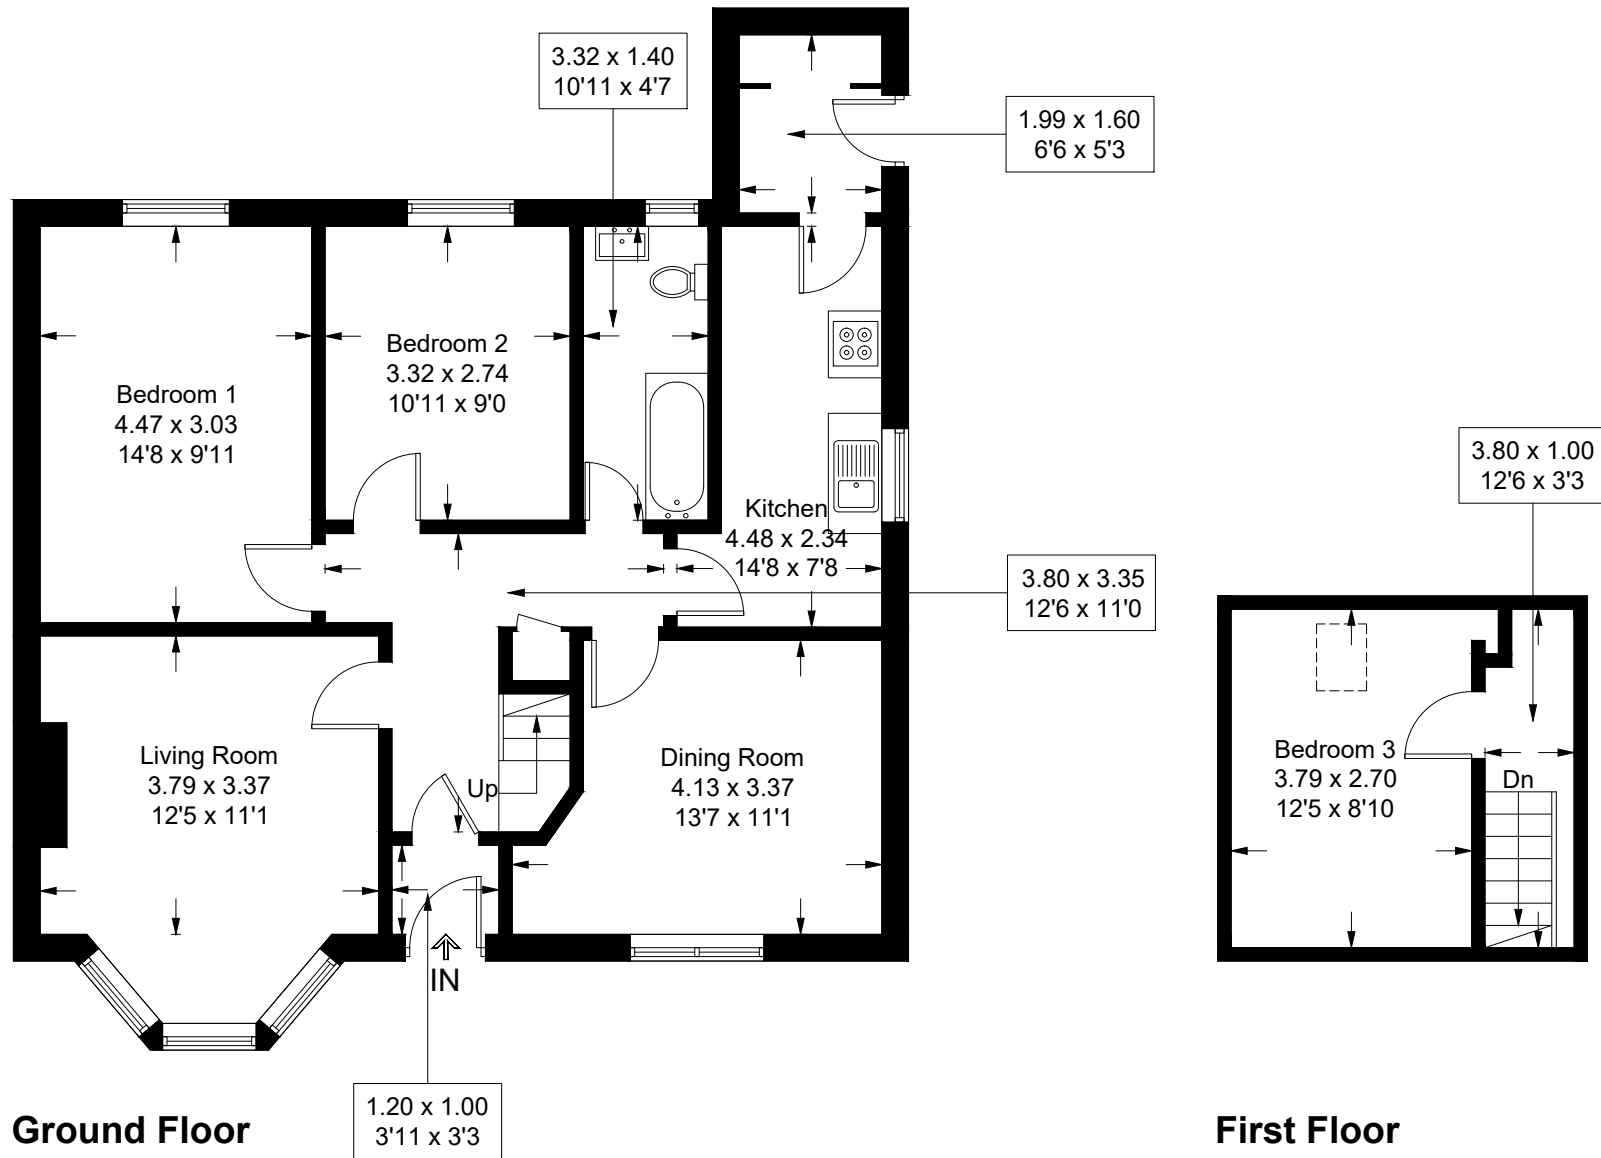 3.32 x 1.40
10'11 x 4'7
1.99 x 1.60
6'6 x 5'3
Bedroom 1
4.47 x 3.03
14'8 x 9'11
Bedroom 2
3.32 x 2.74
10'11 x 9'0
Kitchen
4.48 x 2.34
14'8 x 7'8
3.80 x 3.35
12'6 x 11'0
Living Room
3.79 x 3.37
12'5 x 11'1
Up
Dining Room
4.13 x 3.37
13'7 x 11'1
IN
1.20 x 1.00
3'11 x 3'3
Ground Floor
3.80 x 1.00
12'6 x 3'3
Bedroom 3
3.79 x 2.70
12'5 x 8'10
Dn
First Floor